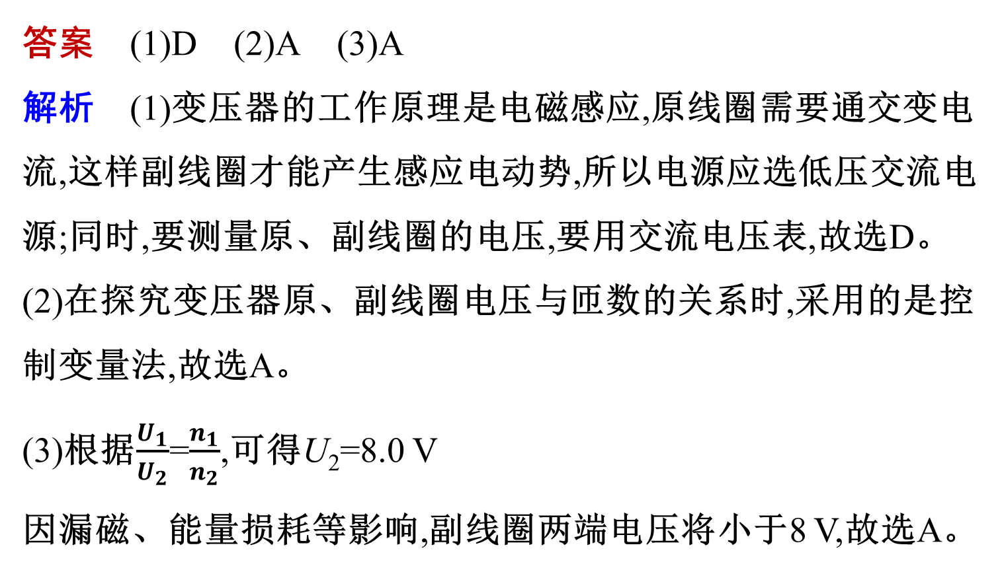 答案 (1)D (2)A (3)A
解析 (1)变压器的工作原理是电磁感应,原线圈需要通交变电
流,这样副线圈才能产生感应电动势,所以电源应选低压交流电
源;同时,要测量原、副线圈的电压,要用交流电压表,故选D。
(2)在探究变压器原、副线圈电压与匝数的关系时,采用的是控
制变量法,故选A。
(3)根据U₁/U₂=n₁/n₂,可得U₂=8.0 V
因漏磁、能量损耗等影响,副线圈两端电压将小于8 V,故选A。